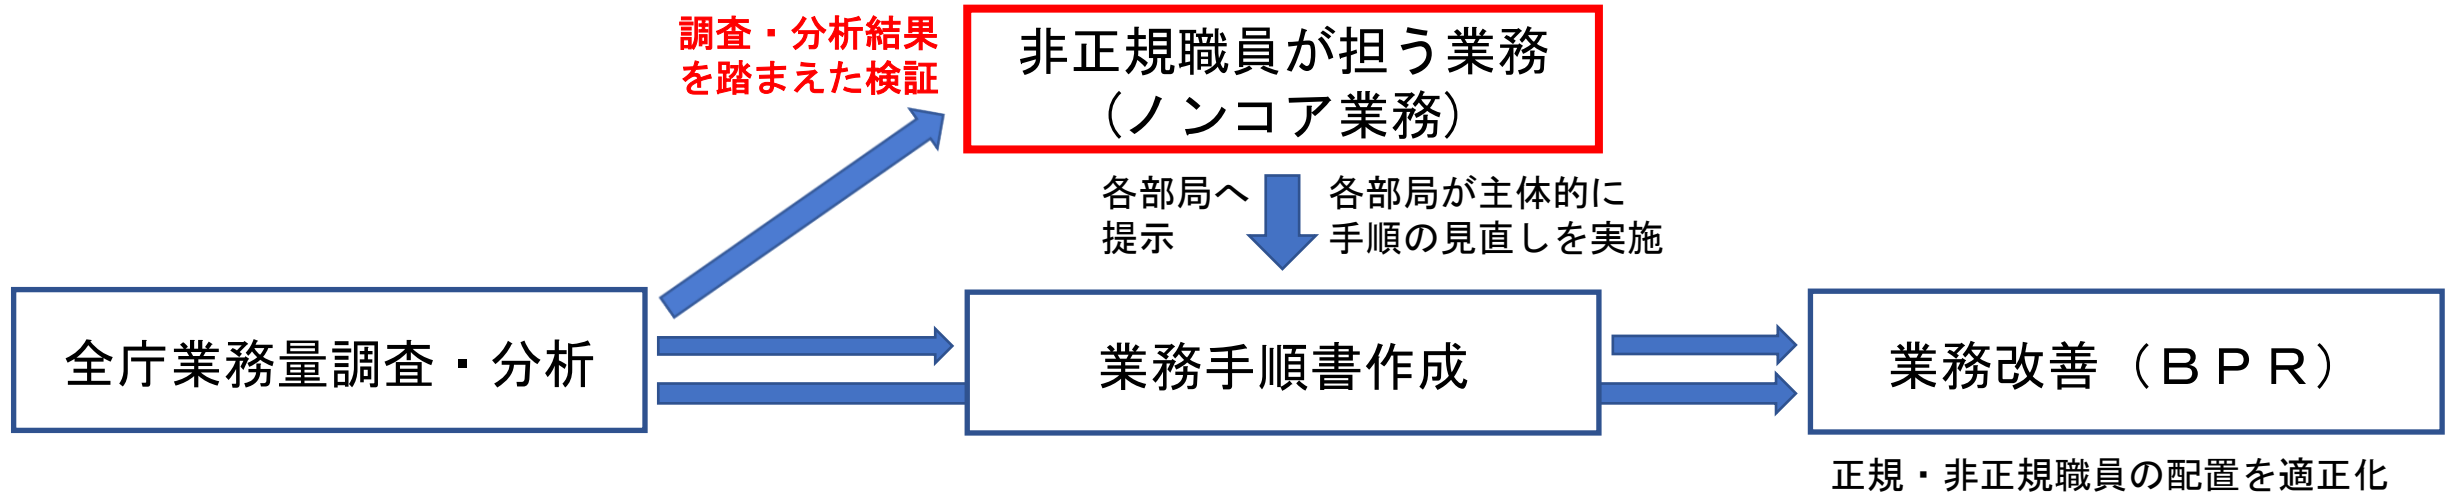 調査・分析結果
を踏まえた検証
非正規職員が担う業務
（ノンコア業務）
各部局へ
提示
各部局が主体的に
手順の見直しを実施
全庁業務量調査・分析
業務手順書作成
業務改善（ＢＰＲ）
正規・非正規職員の配置を適正化